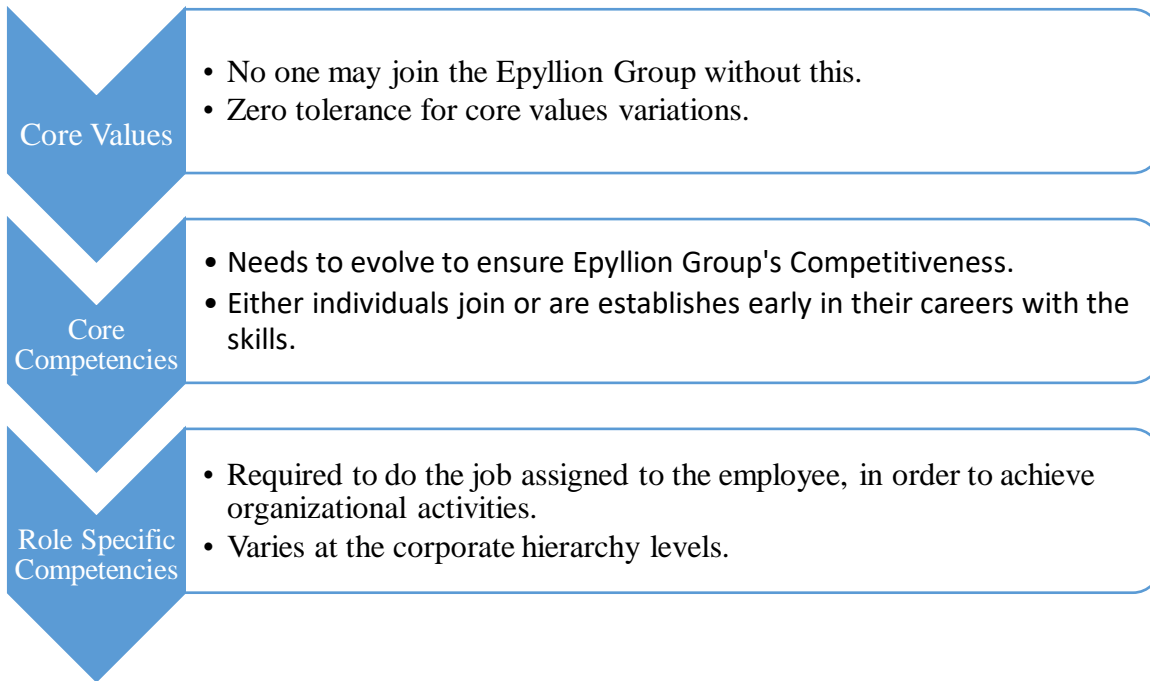 Core Values
• No one may join the Epyllion Group without this.
• Zero tolerance for core values variations.
Core
Competencies
• Needs to evolve to ensure Epyllion Group's Competitiveness.
• Either individuals join or are establishes early in their careers with the
skills.
Role Specific
Competencies
• Required to do the job assigned to the employee, in order to achieve
organizational activities.
• Varies at the corporate hierarchy levels.